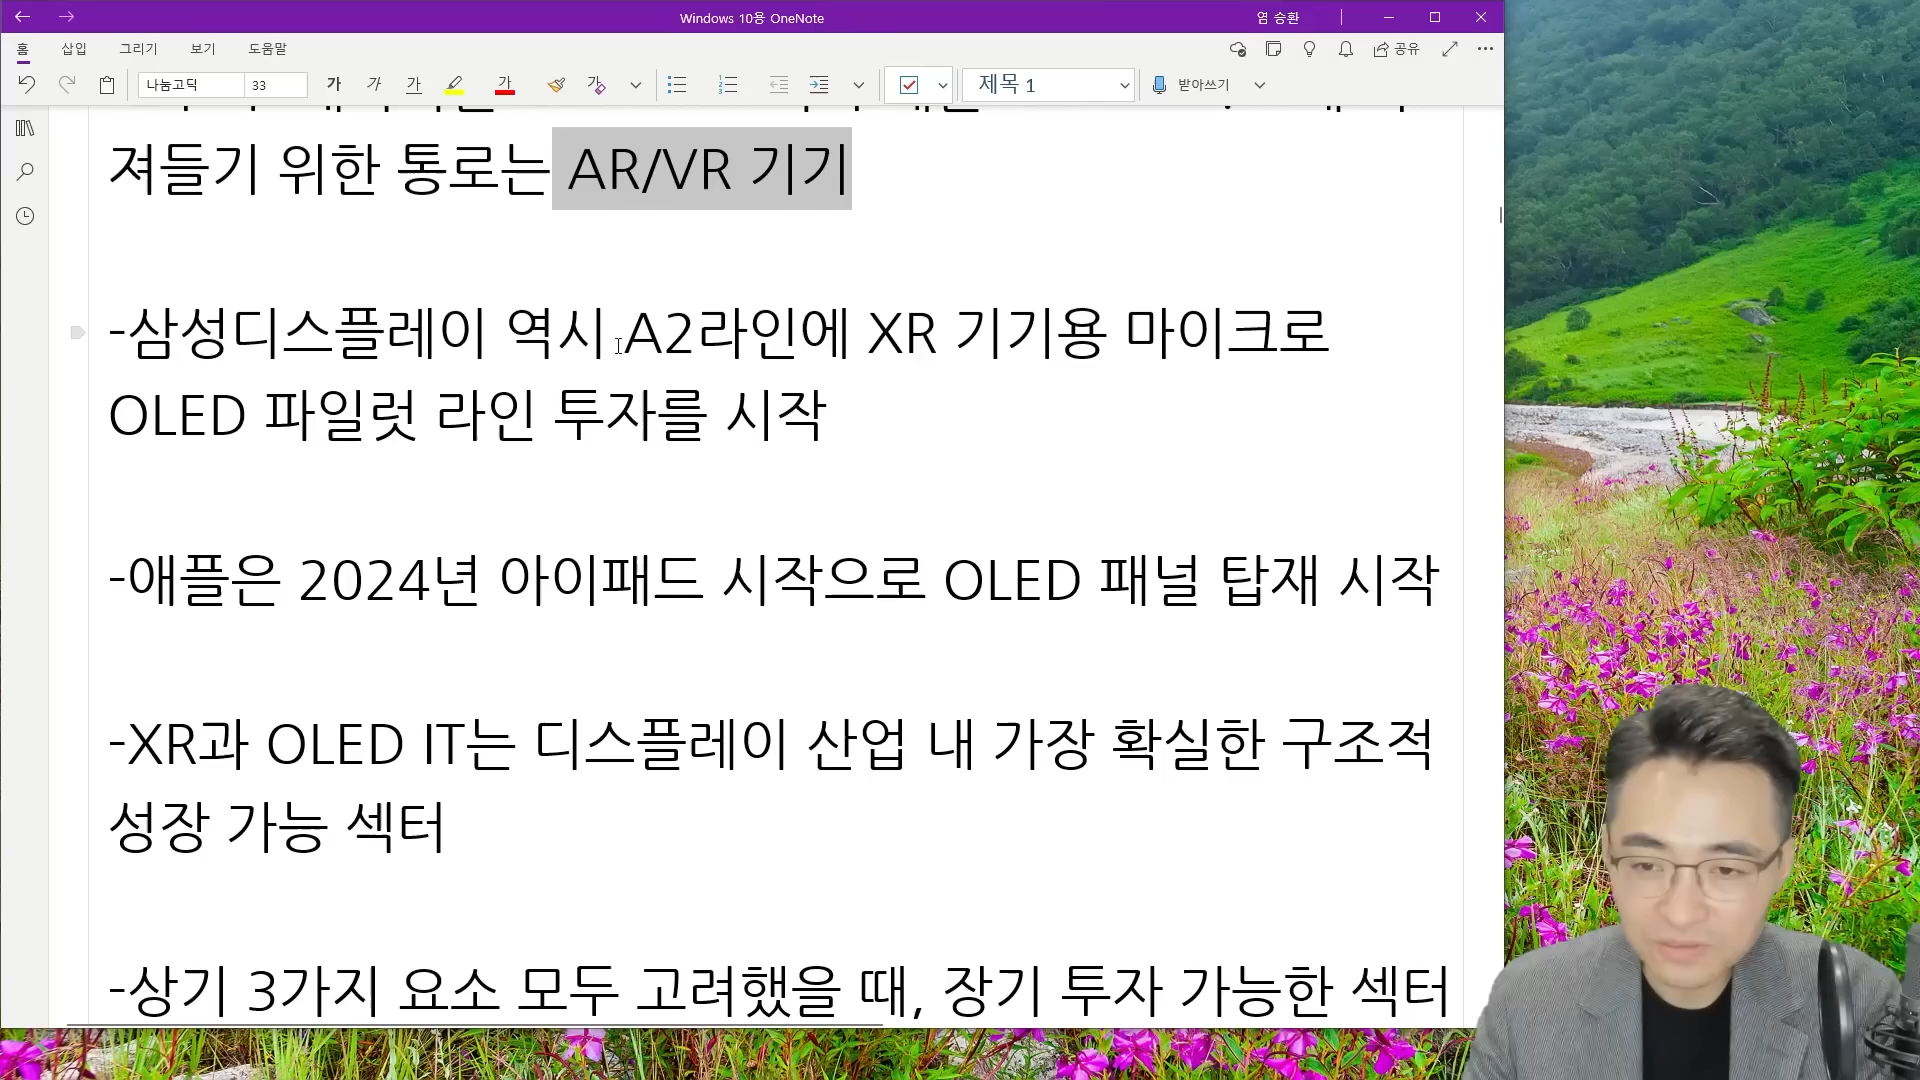 Windows 10용 OneNote
염 승환
홈 삽입 그리기 보기 도움말
공유
나눔고딕 33 가 가 가 가 가 제목 1 받아쓰기
져들기 위한 통로는 AR/VR 기기
-삼성디스플레이 역시 A2라인에 XR 기기용 마이크로
OLED 파일럿 라인 투자를 시작
-애플은 2024년 아이패드 시작으로 OLED 패널 탑재 시작
-XR과 OLED IT는 디스플레이 산업 내 가장 확실한 구조적
성장 가능 섹터
-상기 3가지 요소 모두 고려했을 때, 장기 투자 가능한 섹터